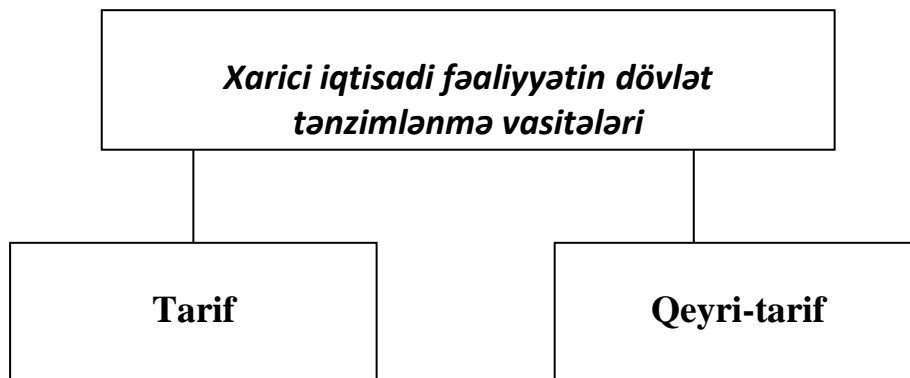 Xarici iqtisadi fəaliyyətin dövlət
tənzimlənmə vasitələri
Tarif
Qeyri-tarif